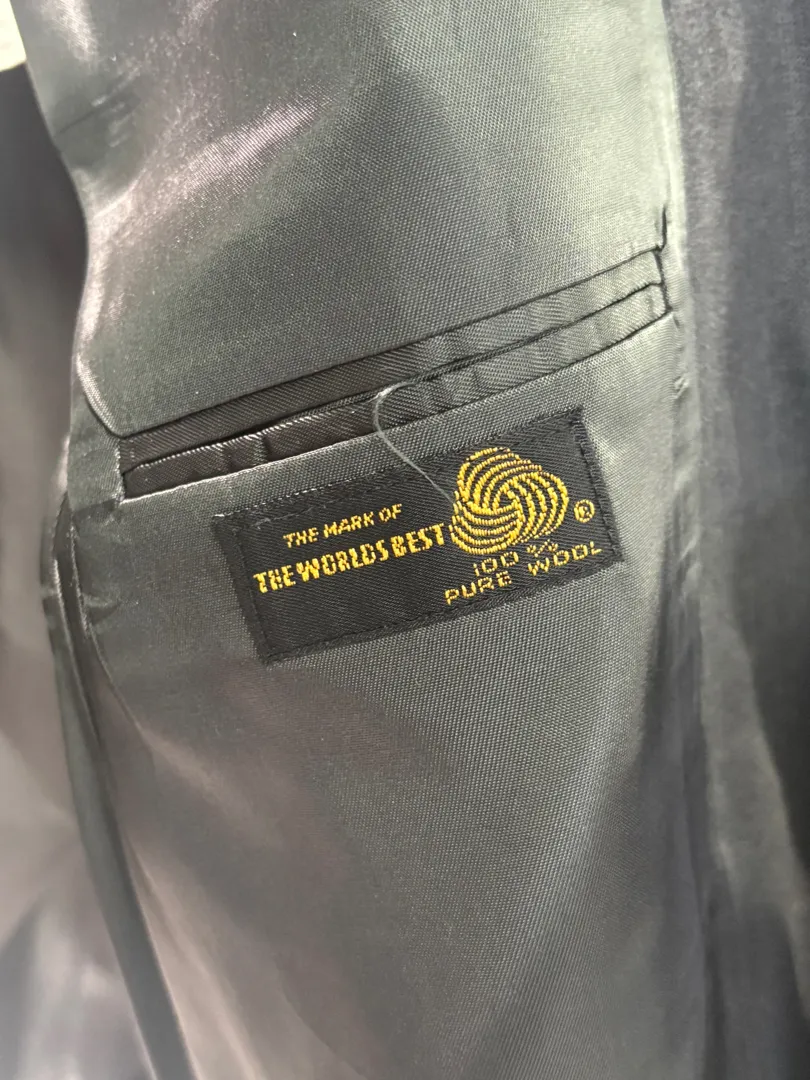 THE MARK OF
THE WORLDS BEST
®
100 %
PURE WOOL